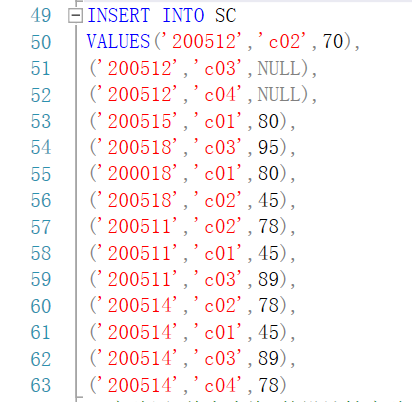 49 INSERT INTO SC
50 VALUES('200512','c02',70),
51 ('200512','c03',NULL),
52 ('200512','c04',NULL),
53 ('200515','c01',80),
54 ('200518','c03',95),
55 ('200018','c01',80),
56 ('200518','c02',45),
57 ('200511','c02',78),
58 ('200511','c01',45),
59 ('200511','c03',89),
60 ('200514','c02',78),
61 ('200514','c01',45),
62 ('200514','c03',89),
63 ('200514','c04',78)